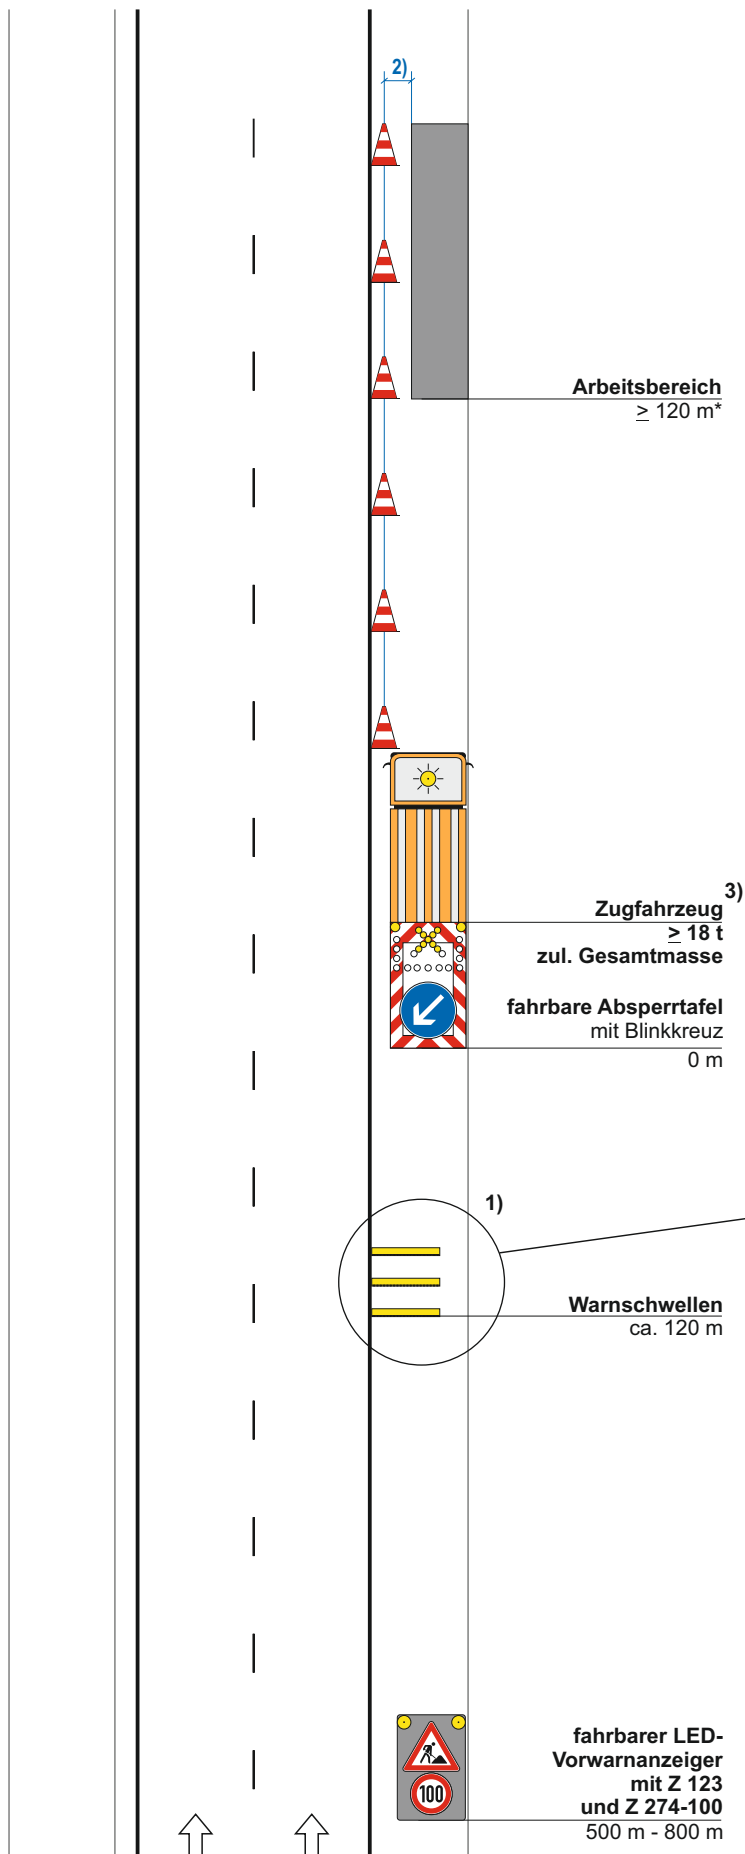 2)
Arbeitsbereich
≥ 120 m*
3)
Zugfahrzeug
≥ 18 t
zul. Gesamtmasse
fahrbare Absperrtafel
mit Blinkkreuz
0 m
1)
Warnschwellen
ca. 120 m
fahrbarer LED-
Vorwarnanzeiger
mit Z 123
und Z 274-100
500 m - 800 m
100